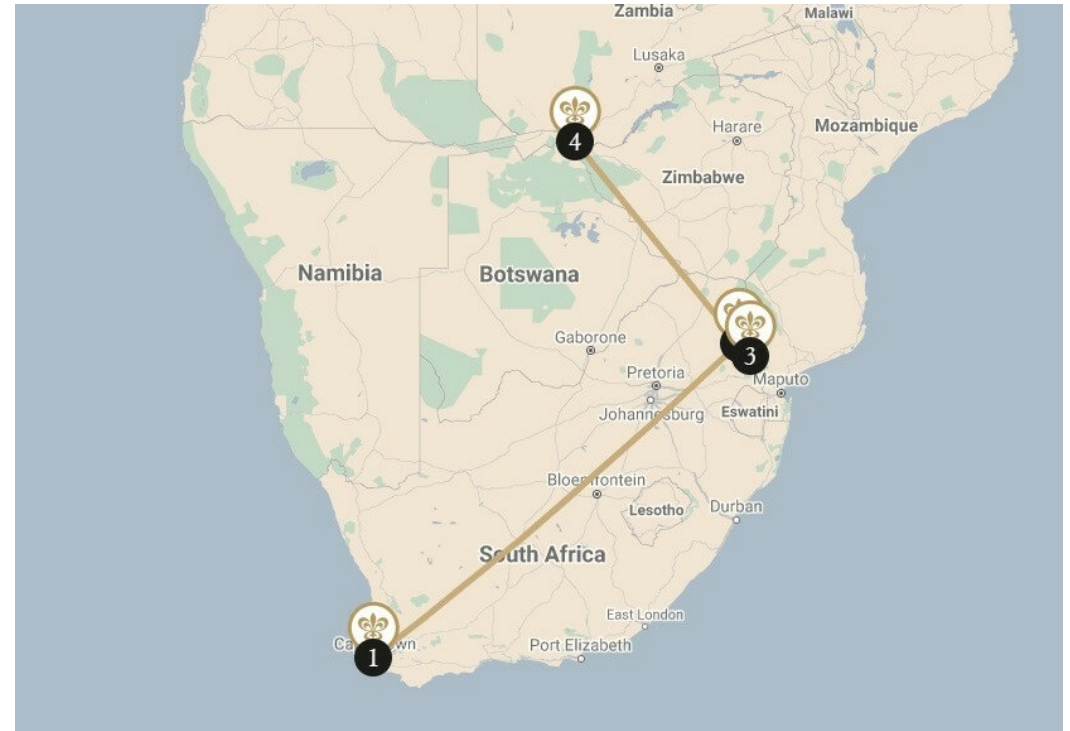 Zambia
Malawi
Lusaka
4
Harare
Mozambique
Zimbabwe
Namibia
Botswana
Gaborone
3
Pretoria
Maputo
Johannesburg
Eswatini
Bloemfontein
Lesotho
Durban
South Africa
East London
Port Elizabeth
1